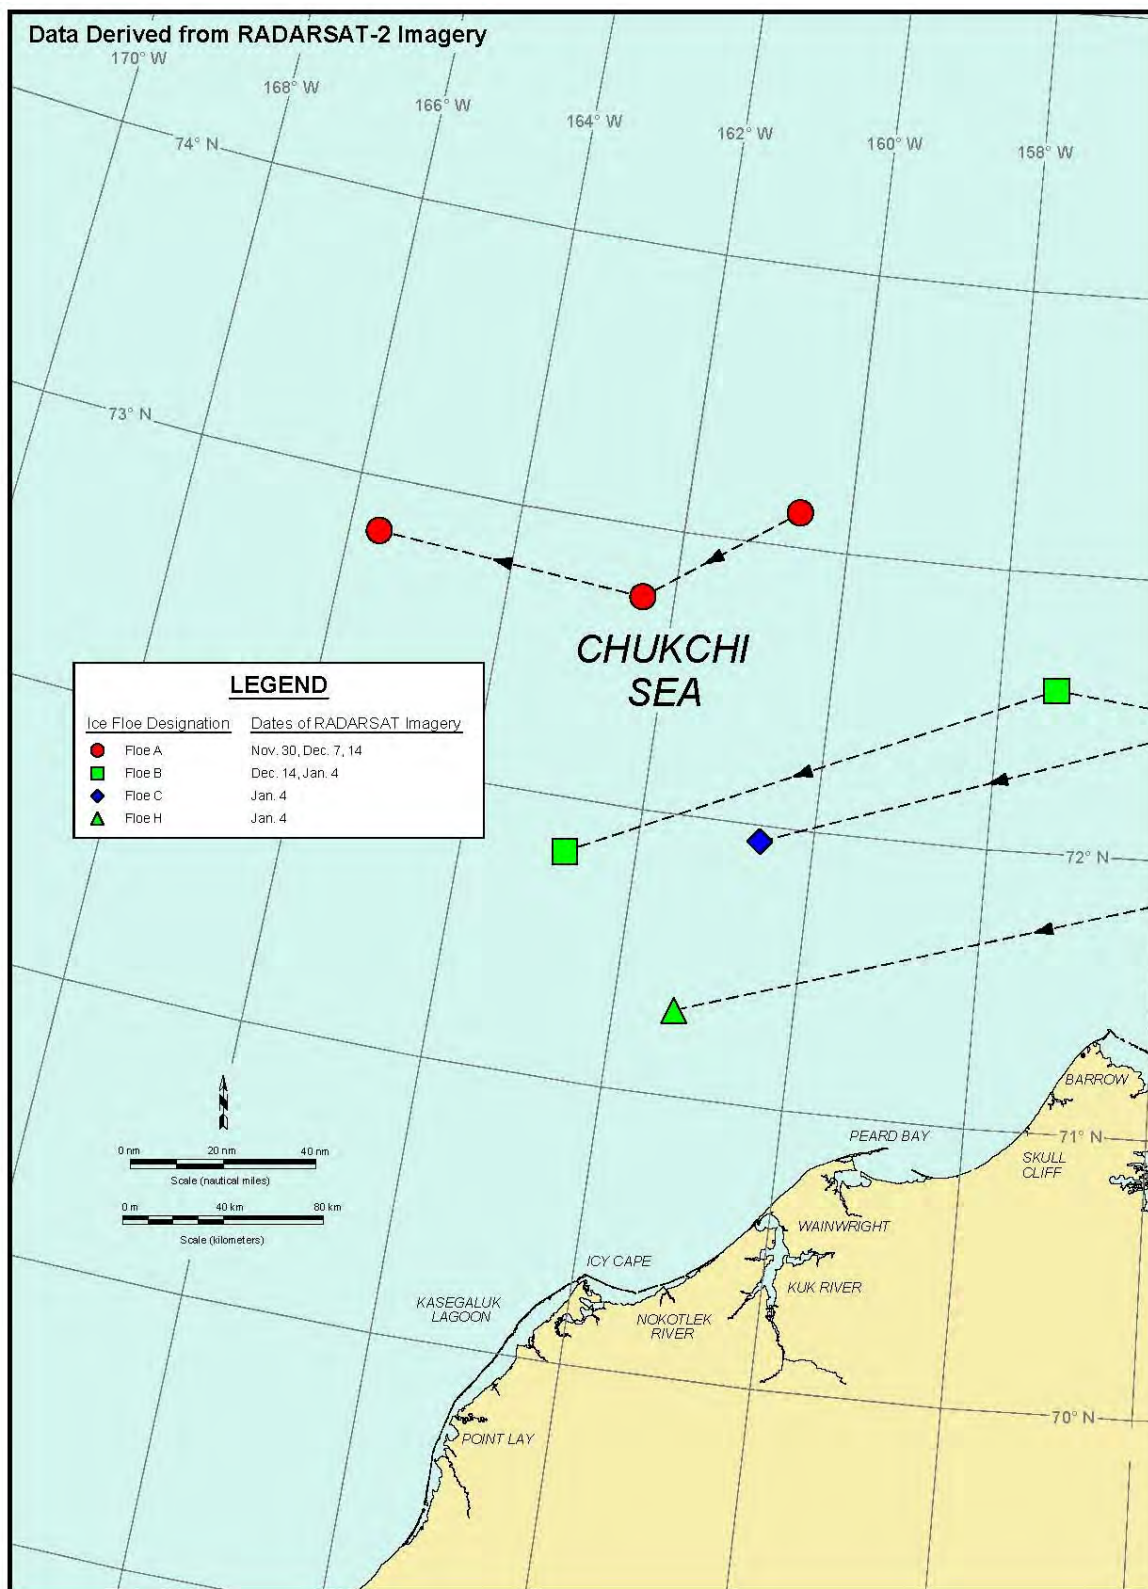 Data Derived from RADARSAT-2 Imagery
170° W
168° W
166° W
164° W
162° W
160° W
158° W
74° N
73° N
CHUKCHI
SEA
LEGEND
Ice Floe Designation Dates of RADARSAT Imagery
Floe A Nov. 30, Dec. 7, 14
Floe B Dec. 14, Jan. 4
Floe C Jan. 4
Floe H Jan. 4
72° N
BARROW
PEARD BAY
71° N
SKULL
CLIFF
0 nm 20 nm 40 nm
Scale (nautical miles)
0 m 40 km 80 km
Scale (kilometers)
WAINWRIGHT
ICY CAPE
KUK RIVER
KASEGALUK
LAGOON
NOKOTLEK
RIVER
70° N
POINT LAY